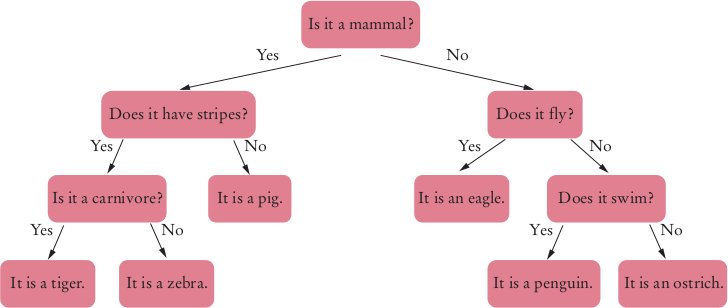 Is it a mammal?
Yes
No
Does it have stripes?
Does it fly?
Yes
No
Yes
No
Is it a carnivore?
It is a pig.
It is an eagle.
Does it swim?
Yes
No
Yes
No
It is a tiger.
It is a zebra.
It is a penguin.
It is an ostrich.